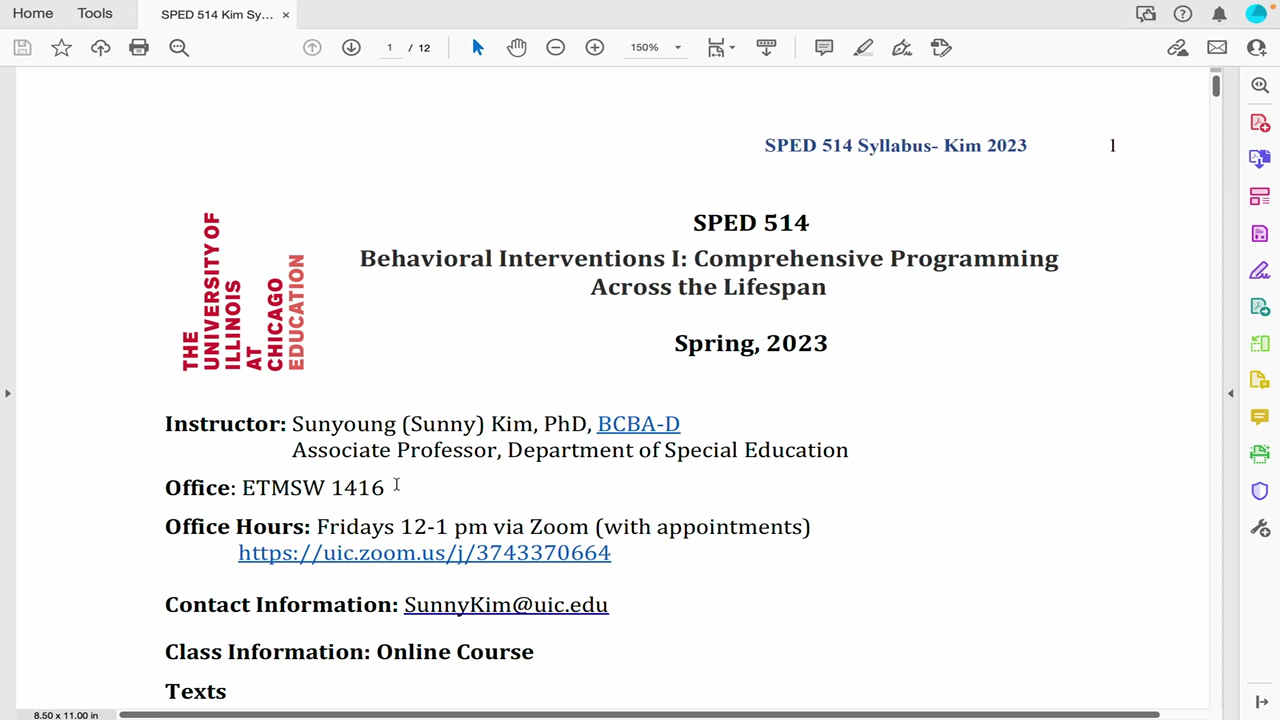 Home
Tools
SPED 514 Kim Sy...
×
1 / 12
150%
SPED 514 Syllabus- Kim 2023 1
THE
UNIVERSITY OF
ILLINOIS
AT
CHICAGO
EDUCATION
SPED 514
Behavioral Interventions I: Comprehensive Programming
Across the Lifespan
Spring, 2023
Instructor: Sunyoung (Sunny) Kim, PhD, BCBA-D
Associate Professor, Department of Special Education
Office: ETMSW 1416
Office Hours: Fridays 12-1 pm via Zoom (with appointments)
https://uic.zoom.us/j/3743370664
Contact Information: SunnyKim@uic.edu
Class Information: Online Course
Texts
8.50 x 11.00 in